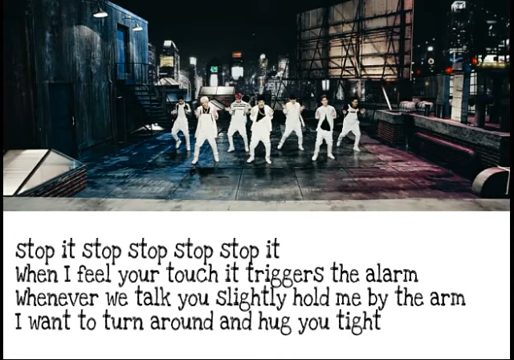 stop it stop stop stop stop it
When I feel your touch it triggers the alarm
Whenever we talk you slightly hold me by the arm
I want to turn around and hug you tight